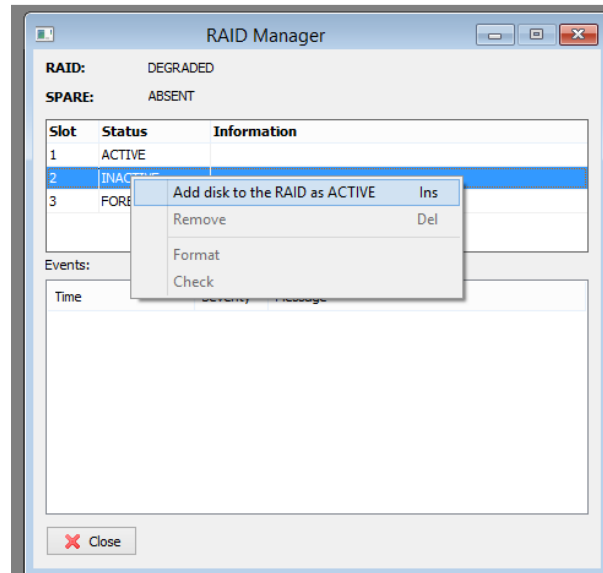 RAID Manager
RAID: DEGRADED
SPARE: ABSENT
Slot Status Information
1 ACTIVE
2
3
Add disk to the RAID as ACTIVE Ins
Remove Del
Format
Check
Events:
Time
Close